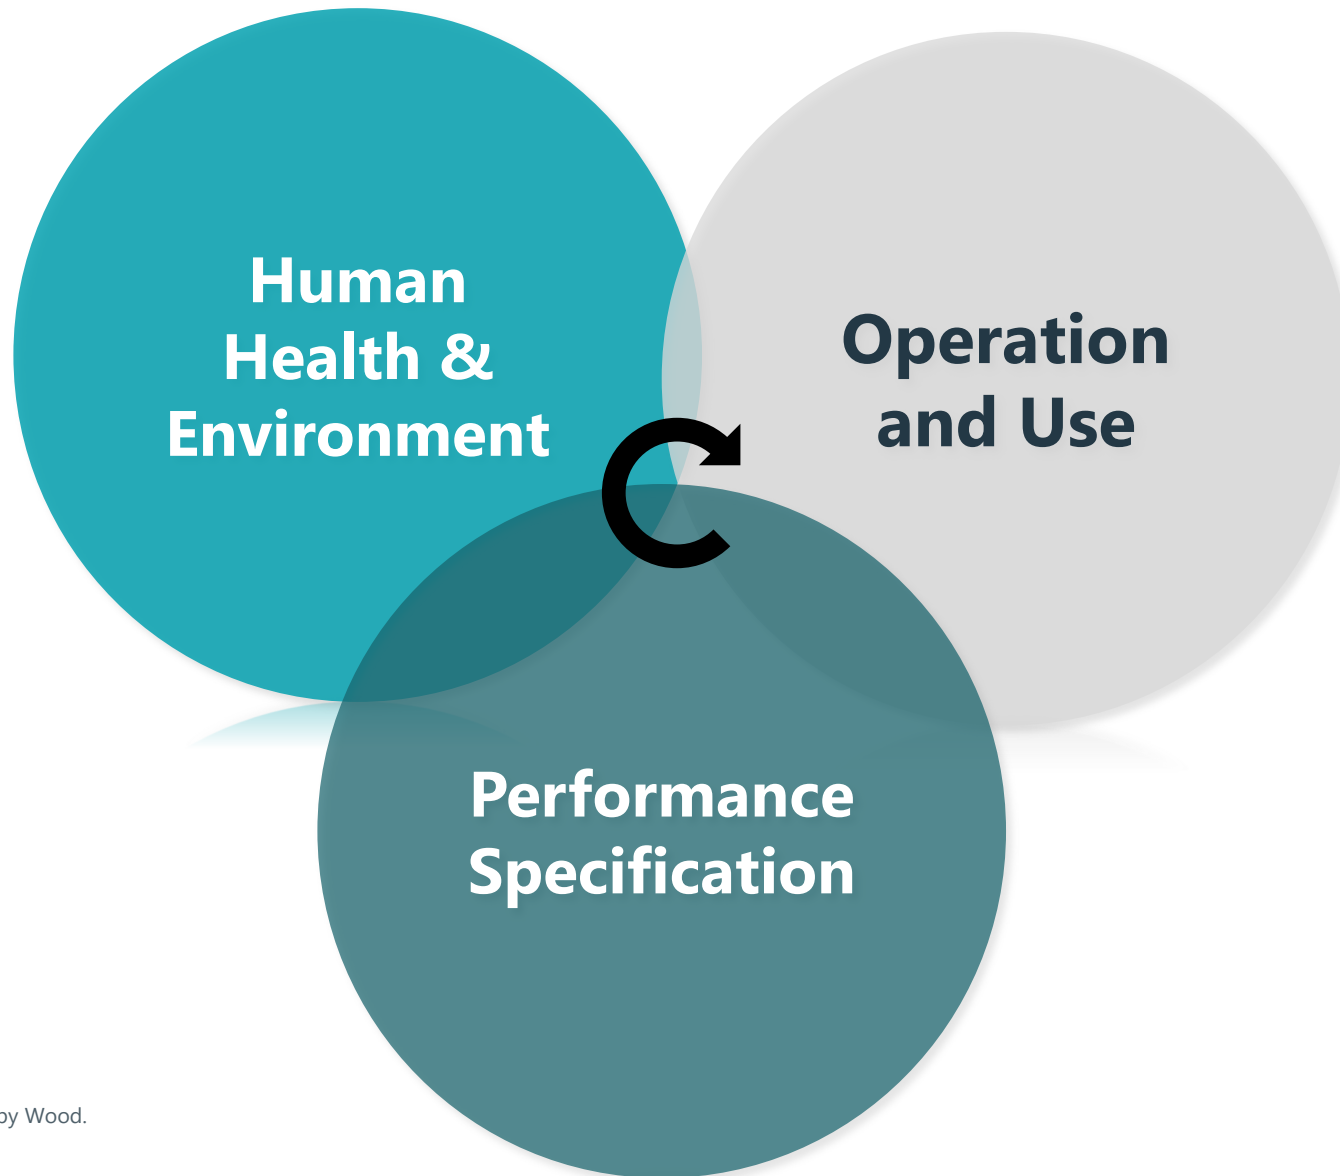 Human
Health &
Environment
Operation
and Use
Performance
Specification
by Wood.